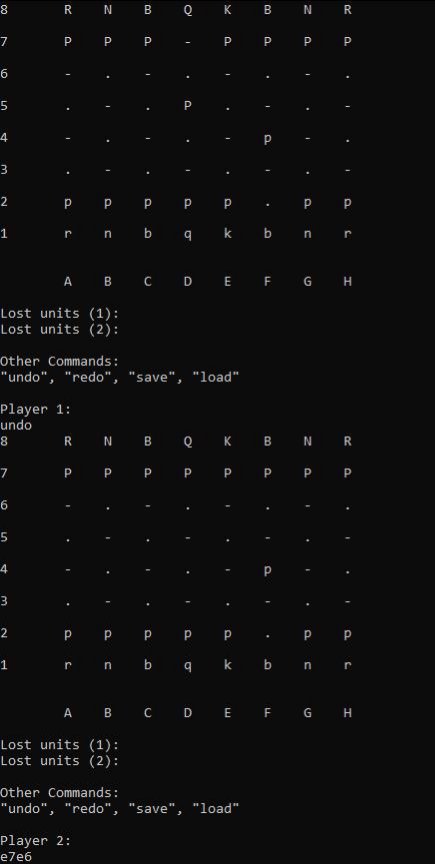 8 R N B Q K B N R
7 P P P - P P P P
6 - . - . - . - .
5 . - . P . - . -
4 - . - . - p - .
3 . - . - . - . -
2 p p p p p . p p
1 r n b q k b n r
A B C D E F G H
Lost units (1):
Lost units (2):
Other Commands:
"undo", "redo", "save", "load"
Player 1:
undo
8 R N B Q K B N R
7 P P P P P P P P
6 - . - . - . - .
5 . - . - . - . -
4 - . - . - p - .
3 . - . - . - . -
2 p p p p p . p p
1 r n b q k b n r
A B C D E F G H
Lost units (1):
Lost units (2):
Other Commands:
"undo", "redo", "save", "load"
Player 2:
e7e6